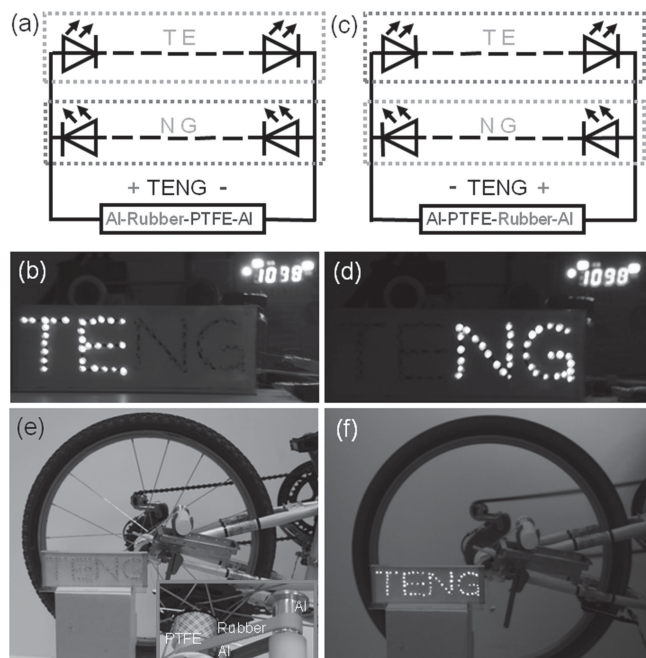 (a)
TE
NG
+ TENG -
Al-Rubber-PTFE-Al
(c)
TE
NG
- TENG +
Al-PTFE-Rubber-Al
(b)
1098
TENG
(d)
1098
TENG
(e)
TENG
PTFE
Rubber
Al
Al
(f)
TENG